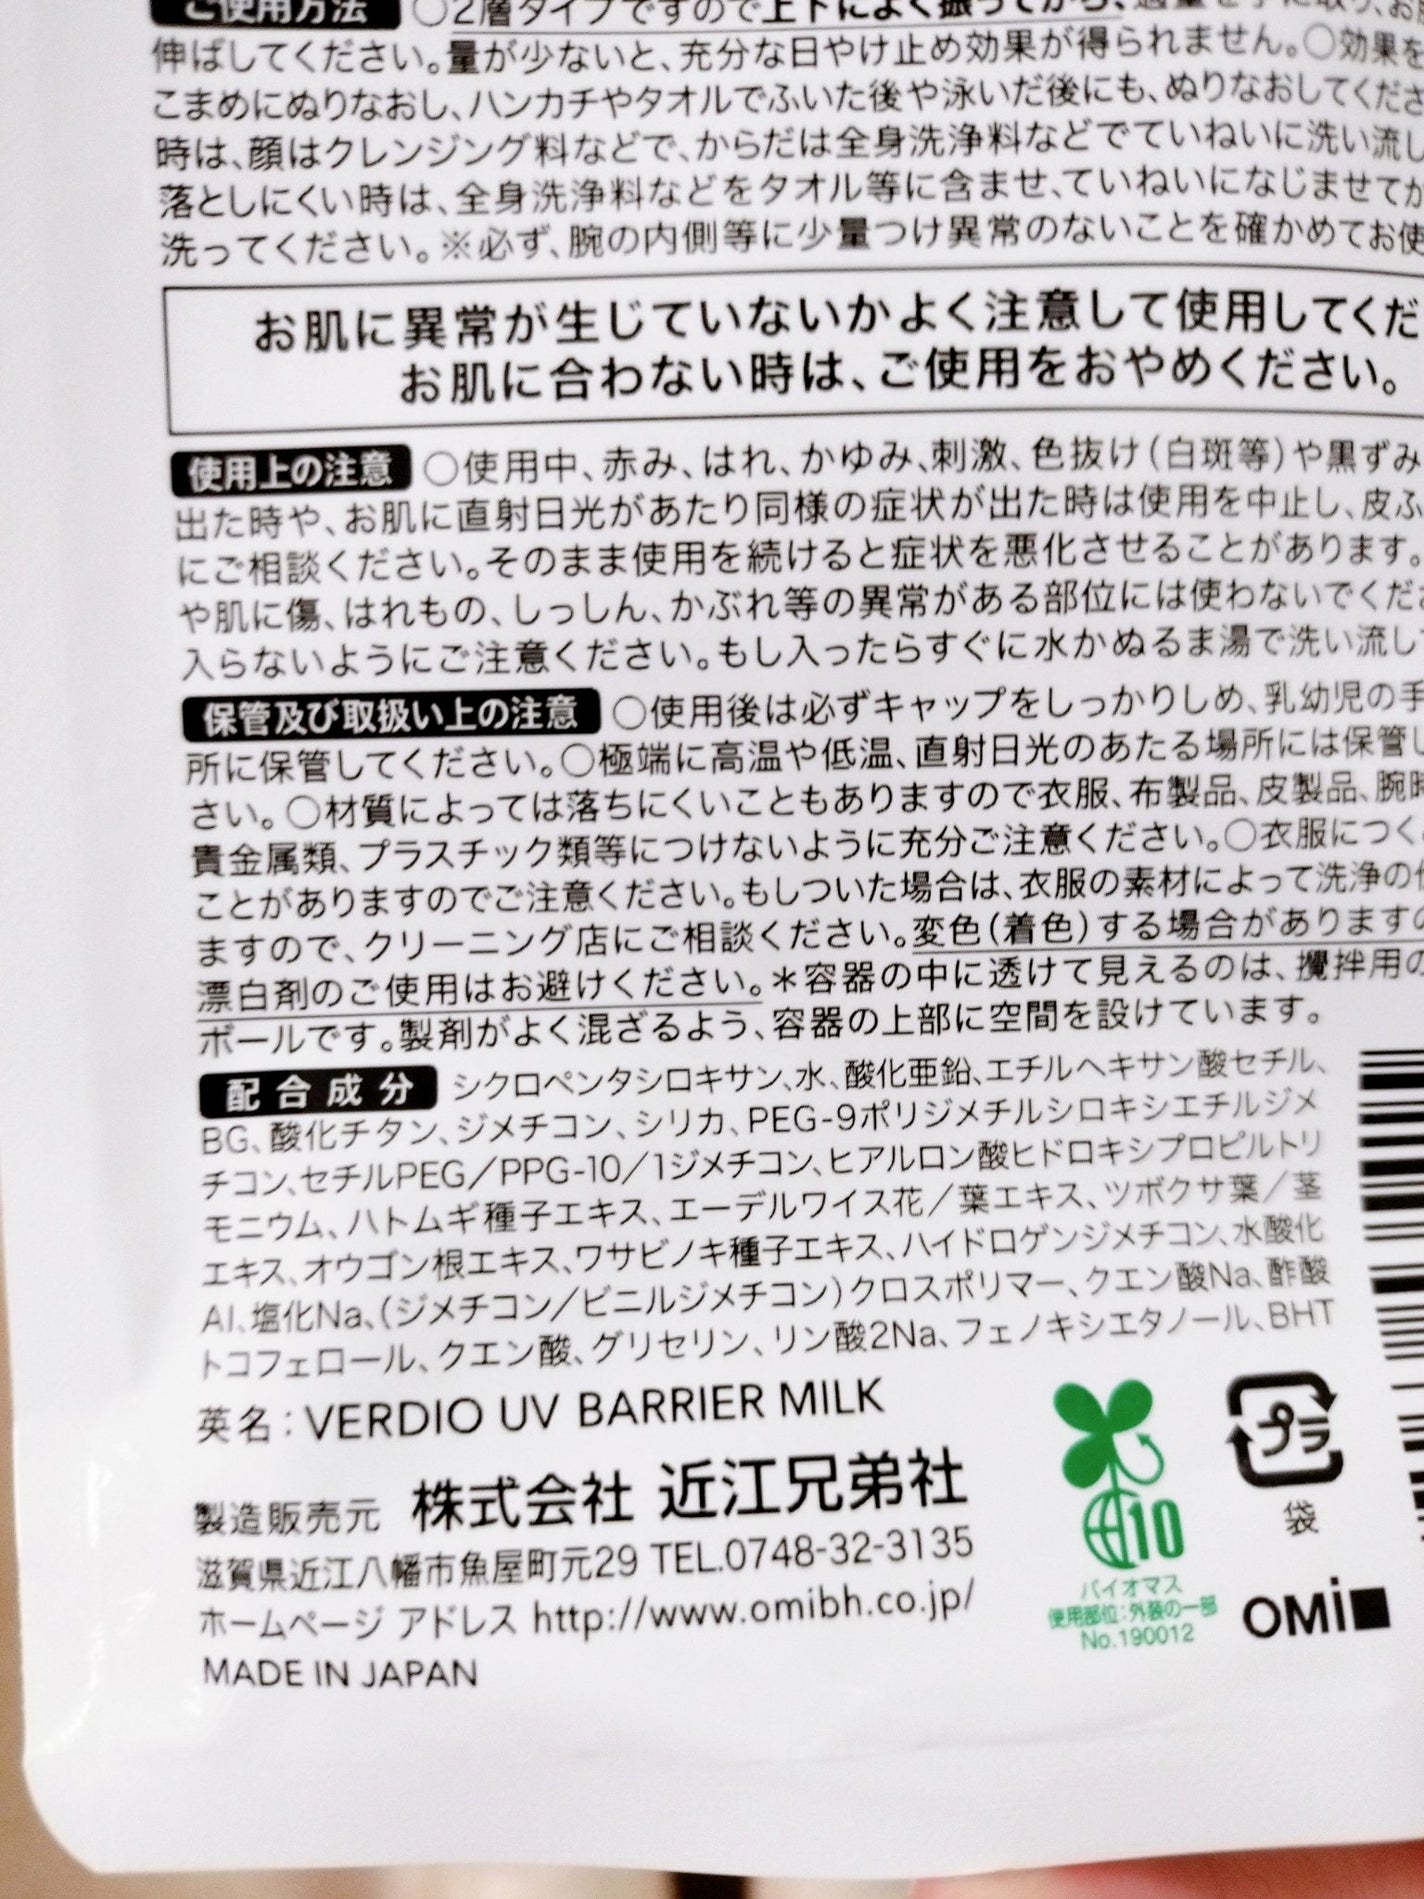 ご使用方法 ○2層タイプですので上下によく振ってから、適量を手に取り、お
伸ばしてください。量が少ないと、充分な日やけ止め効果が得られません。○効果を
こまめにぬりなおし、ハンカチやタオルでふいた後や泳いだ後にも、ぬりなおしてくださ
時は、顔はクレンジング料などで、からだは全身洗浄料などでていねいに洗い流し
落としにくい時は、全身洗浄料などをタオル等に含ませ、ていねいになじませてか
洗ってください。※必ず、腕の内側等に少量つけ異常のないことを確かめてお使
お肌に異常が生じていないかよく注意して使用してくだ
お肌に合わない時は、ご使用をおやめください。
使用上の注意 ○使用中、赤み、はれ、かゆみ、刺激、色抜け(白斑等)や黒ずみ
出た時や、お肌に直射日光があたり同様の症状が出た時は使用を中止し、皮ふ
にご相談ください。そのまま使用を続けると症状を悪化させることがあります。
や肌に傷、はれもの、しっしん、かぶれ等の異常がある部位には使わないでくださ
入らないようにご注意ください。もし入ったらすぐに水かぬるま湯で洗い流し
保管及び取扱い上の注意 ○使用後は必ずキャップをしっかりしめ、乳幼児の手
所に保管してください。○極端に高温や低温、直射日光のあたる場所には保管し
さい。○材質によっては落ちにくいこともありますので衣服、布製品、皮製品、腕時
貴金属類、プラスチック類等につけないように充分ご注意ください。○衣服につく
ことがありますのでご注意ください。もしついた場合は、衣服の素材によって洗浄の仕
ますので、クリーニング店にご相談ください。変色(着色)する場合がありますの
漂白剤のご使用はお避けください。＊容器の中に透けて見えるのは、攪拌用の
ボールです。製剤がよく混ざるよう、容器の上部に空間を設けています。
配合成分 シクロペンタシロキサン、水、酸化亜鉛、エチルヘキサン酸セチル、
BG、酸化チタン、ジメチコン、シリカ、PEG-9ポリジメチルシロキシエチルジメ
チコン、セチルPEG/PPG-10/1ジメチコン、ヒアルロン酸ヒドロキシプロピルトリ
モニウム、ハトムギ種子エキス、エーデルワイス花/葉エキス、ツボクサ葉/茎
エキス、オウゴン根エキス、ワサビノキ種子エキス、ハイドロゲンジメチコン、水酸化
Al、塩化Na、(ジメチコン/ビニルジメチコン)クロスポリマー、クエン酸Na、酢酸
トコフェロール、クエン酸、グリセリン、リン酸2Na、フェノキシエタノール、BHT
英名：VERDIO UV BARRIER MILK
製造販売元 株式会社 近江兄弟社
滋賀県近江八幡市魚屋町元29 TEL.0748-32-3135
ホームページ アドレス http://www.omibh.co.jp/
MADE IN JAPAN
10
バイオマス
使用部位：外装の一部
No.190012
プラ
袋
OMi